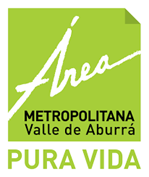 Área
METROPOLITANA
Valle de Aburrá
PURA VIDA